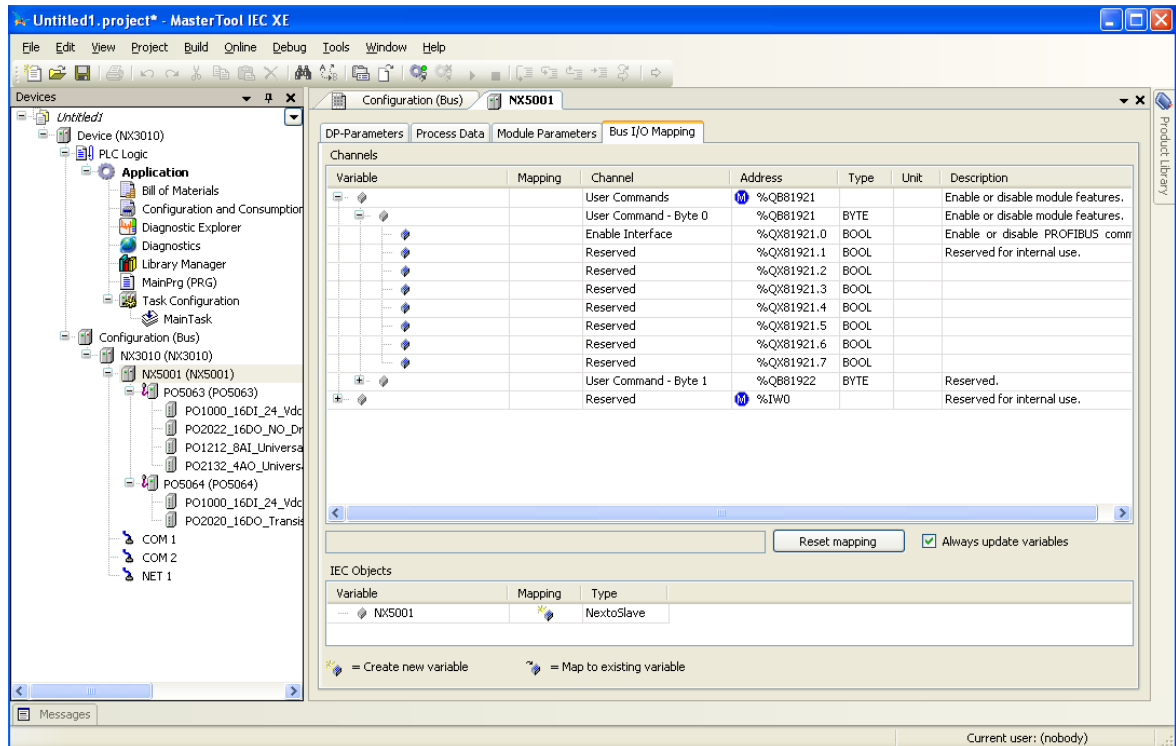 Untitled1.project* - MasterTool IEC XE
File Edit View Project Build Online Debug Tools Window Help
Devices
Untitled1
Device (NX3010)
PLC Logic
Application
Bill of Materials
Configuration and Consumption
Diagnostic Explorer
Diagnostics
Library Manager
MainPrg (PRG)
Task Configuration
MainTask
Configuration (Bus)
NX3010 (NX3010)
NX5001 (NX5001)
PO5063 (PO5063)
PO1000_16DI_24_Vdc
PO2022_16DO_NO_Dr
PO1212_8AI_Universa
PO2132_4AO_Universa
PO5064 (PO5064)
PO1000_16DI_24_Vdc
PO2020_16DO_Transis
COM 1
COM 2
NET 1
Configuration (Bus) NX5001
DP-Parameters Process Data Module Parameters Bus I/O Mapping
Channels
Variable Mapping Channel Address Type Unit Description
User Commands M %QB81921 Enable or disable module features.
User Command - Byte 0 %QB81921 BYTE Enable or disable module features.
Enable Interface %QX81921.0 BOOL Enable or disable PROFIBUS comm
Reserved %QX81921.1 BOOL Reserved for internal use.
Reserved %QX81921.2 BOOL
Reserved %QX81921.3 BOOL
Reserved %QX81921.4 BOOL
Reserved %QX81921.5 BOOL
Reserved %QX81921.6 BOOL
Reserved %QX81921.7 BOOL
User Command - Byte 1 %QB81922 BYTE Reserved.
Reserved M %IW0 Reserved for internal use.
Reset mapping Always update variables
IEC Objects
Variable Mapping Type
NX5001 NextoSlave
= Create new variable = Map to existing variable
Product Library
Messages
Current user: (nobody)